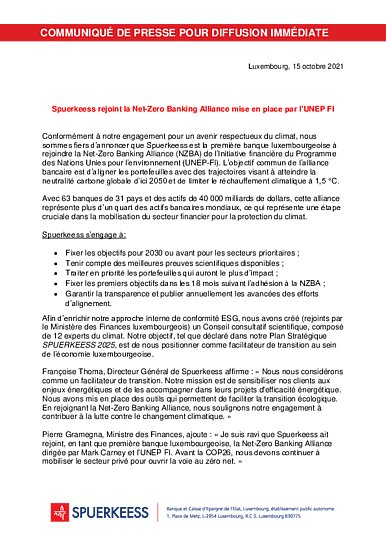 COMMUNIQUÉ DE PRESSE POUR DIFFUSION IMMÉDIATE
Luxembourg, 15 octobre 2021
Spuerkeess rejoint la Net-Zero Banking Alliance mise en place par l'UNEP FI
Conformément à notre engagement pour un avenir respectueux du climat, nous
sommes fiers d'annoncer que Spuerkeess est la première banque luxembourgeoise à
rejoindre la Net-Zero Banking Alliance (NZBA) de l'Initiative financière du Programme
des Nations Unies pour l'environnement (UNEP-FI). L'objectif commun de l'alliance
bancaire est d'aligner les portefeuilles avec des trajectoires visant à atteindre la
neutralité carbone globale d'ici 2050 et de limiter le réchauffement climatique à 1,5 °C.
Avec 63 banques de 31 pays et des actifs de 40 000 milliards de dollars, cette alliance
représente plus d'un quart des actifs bancaires mondiaux, ce qui représente une étape
cruciale dans la mobilisation du secteur financier pour la protection du climat.
Spuerkeess s'engage à :
• Fixer les objectifs pour 2030 ou avant pour les secteurs prioritaires ;
• Tenir compte des meilleures preuves scientifiques disponibles ;
• Traiter en priorité les portefeuilles qui auront le plus d'impact ;
• Fixer les premiers objectifs dans les 18 mois suivant l'adhésion à la NZBA ;
• Garantir la transparence et publier annuellement les avancées des efforts
d'alignement.
Afin d'enrichir notre approche interne de conformité ESG, nous avons créé (rejoints par
le Ministère des Finances luxembourgeois) un Conseil consultatif scientifique, composé
de 12 experts du climat. Notre objectif, tel que déclaré dans notre Plan Stratégique
SPUERKEESS 2025, est de nous positionner comme facilitateur de transition au sein
de l'économie luxembourgeoise.
Françoise Thoma, Directeur Général de Spuerkeess affirme : « Nous nous considérons
comme un facilitateur de transition. Notre mission est de sensibiliser nos clients aux
enjeux énergétiques et de les accompagner dans leurs projets d'efficacité énergétique.
Nous avons mis en place des outils qui permettent de faciliter la transition écologique.
En rejoignant la Net-Zero Banking Alliance, nous soulignons notre engagement à
contribuer à la lutte contre le changement climatique. »
Pierre Gramegna, Ministre des Finances, ajoute : « Je suis ravi que Spuerkeess ait
rejoint, en tant que première banque luxembourgeoise, la Net-Zero Banking Alliance
dirigée par Mark Carney et l'UNEP FI. Avant la COP26, nous devons continuer à
mobiliser le secteur privé pour ouvrir la voie au zéro net. »
SPUERKEESS
Banque et Caisse d'Epargne de l'Etat, Luxembourg, établissement public autonome
1, Place de Metz, L-2954 Luxembourg, R.C.S. Luxembourg B30775